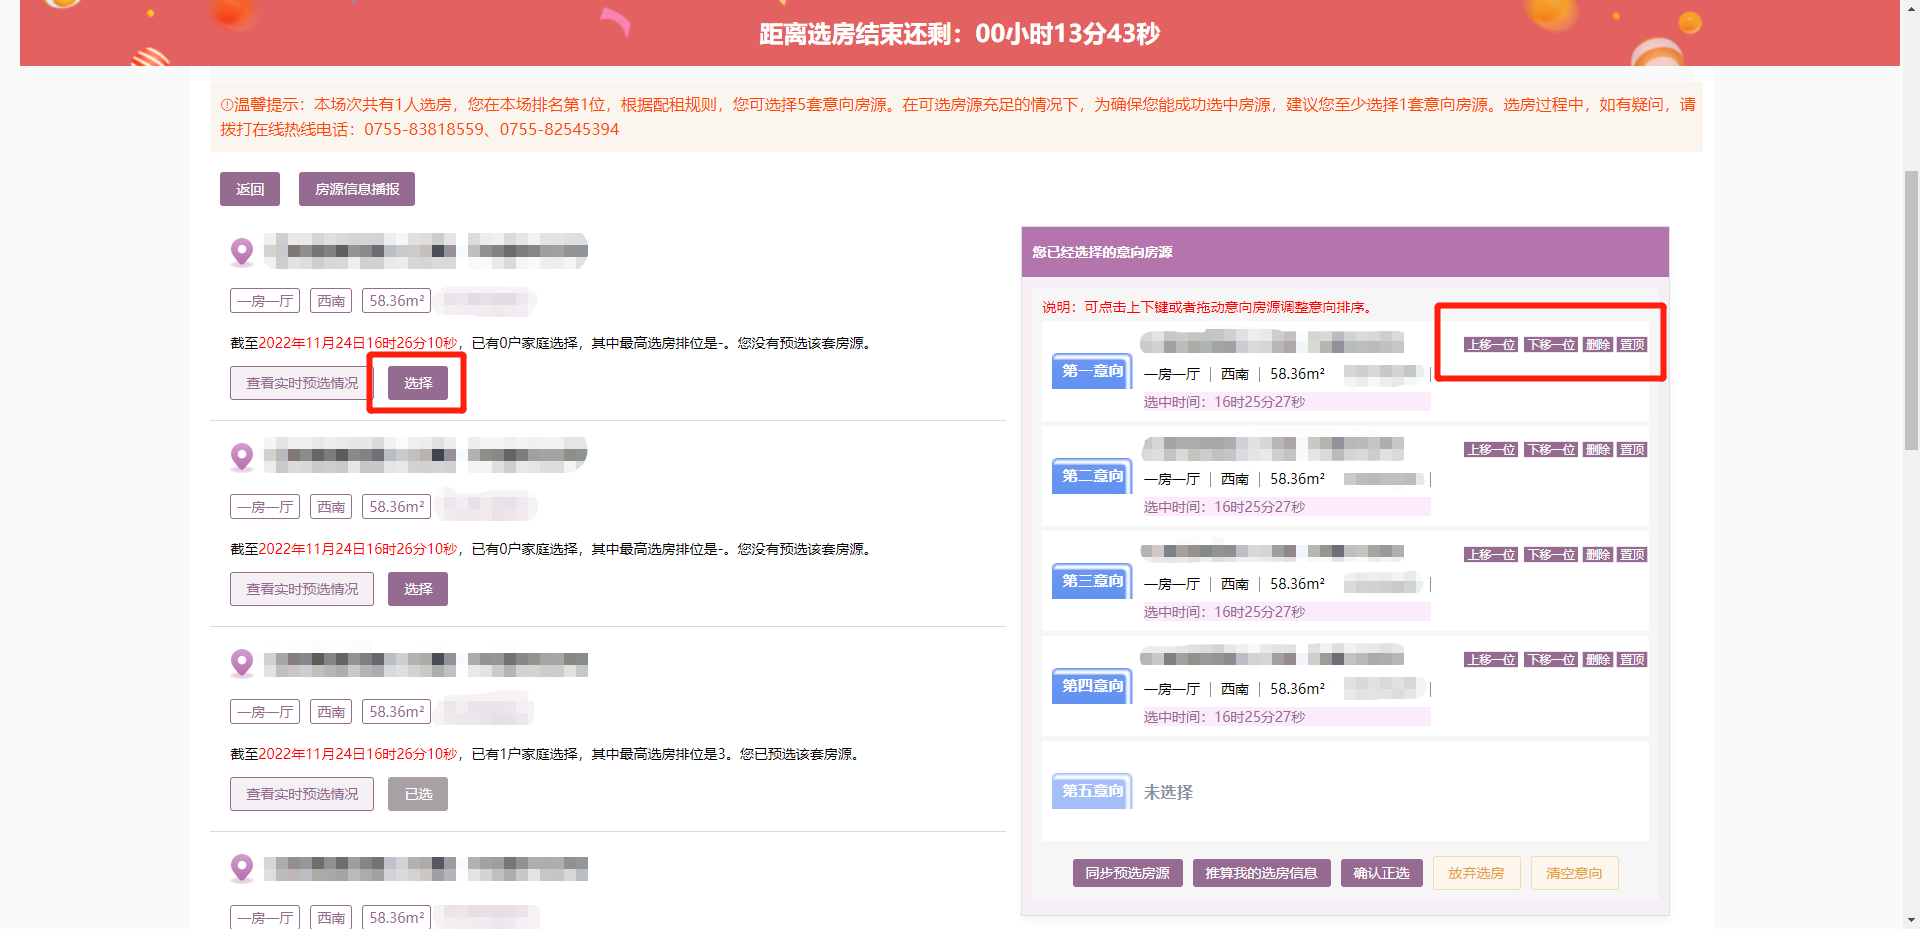 距离选房结束还剩：00小时13分43秒
温馨提示：本场次共有1人选房，您在本场排名第1位，根据配租规则，您可选择5套意向房源。在可选房源充足的情况下，为确保您能成功选中房源，建议您至少选择1套意向房源。选房过程中，如有疑问，请
拨打在线热线电话：0755-83818559、0755-82545394
返回 房源信息播报
一房一厅 西南 58.36m²
截至2022年11月24日16时26分10秒，已有0户家庭选择，其中最高选房排位是-。您没有预选该套房源。
查看实时预选情况 选择
一房一厅 西南 58.36m²
截至2022年11月24日16时26分10秒，已有0户家庭选择，其中最高选房排位是-。您没有预选该套房源。
查看实时预选情况 选择
一房一厅 西南 58.36m²
截至2022年11月24日16时26分10秒，已有1户家庭选择，其中最高选房排位是3。您已预选该套房源。
查看实时预选情况 已选
一房一厅 西南 58.36m²
您已经选择的意向房源
说明：可点击上下键或者拖动意向房源调整意向排序。
上移一位 下移一位 删除 置顶
第一意向 一房一厅 | 西南 | 58.36m² |
选中时间：16时25分27秒
上移一位 下移一位 删除 置顶
第二意向 一房一厅 | 西南 | 58.36m² |
选中时间：16时25分27秒
上移一位 下移一位 删除 置顶
第三意向 一房一厅 | 西南 | 58.36m² |
选中时间：16时25分27秒
上移一位 下移一位 删除 置顶
第四意向 一房一厅 | 西南 | 58.36m² |
选中时间：16时25分27秒
第五意向 未选择
同步预选房源 推算我的选房信息 确认正选 放弃选房 清空意向